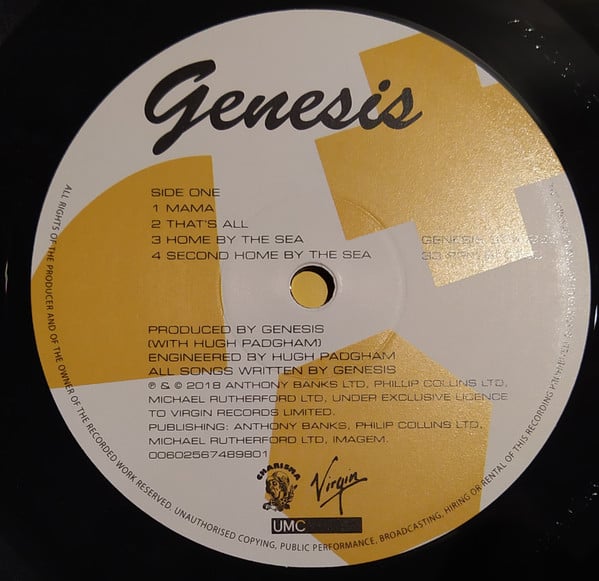 Genesis
SIDE ONE
1 MAMA
2 THAT'S ALL
3 HOME BY THE SEA
GENESIS
4 SECOND HOME BY THE SEA
33
PRODUCED BY GENESIS
(WITH HUGH PADGHAM)
ENGINEERED BY HUGH PADGHAM
ALL SONGS WRITTEN BY GENESIS
℗ & © 2018 ANTHONY BANKS LTD, PHILLIP COLLINS LTD,
MICHAEL RUTHERFORD LTD, UNDER EXCLUSIVE LICENCE
TO VIRGIN RECORDS LIMITED.
PUBLISHING: ANTHONY BANKS, PHILIP COLLINS LTD,
MICHAEL RUTHERFORD LTD, IMAGEM.
00602567489801
CHARISMA
Virgin
UMC
ALL RIGHTS OF THE PRODUCER AND OF THE OWNER OF THE RECORDED WORK RESERVED. UNAUTHORISED COPYING, PUBLIC PERFORMANCE, BROADCASTING, HIRING OR RENTAL OF THIS RECORDING